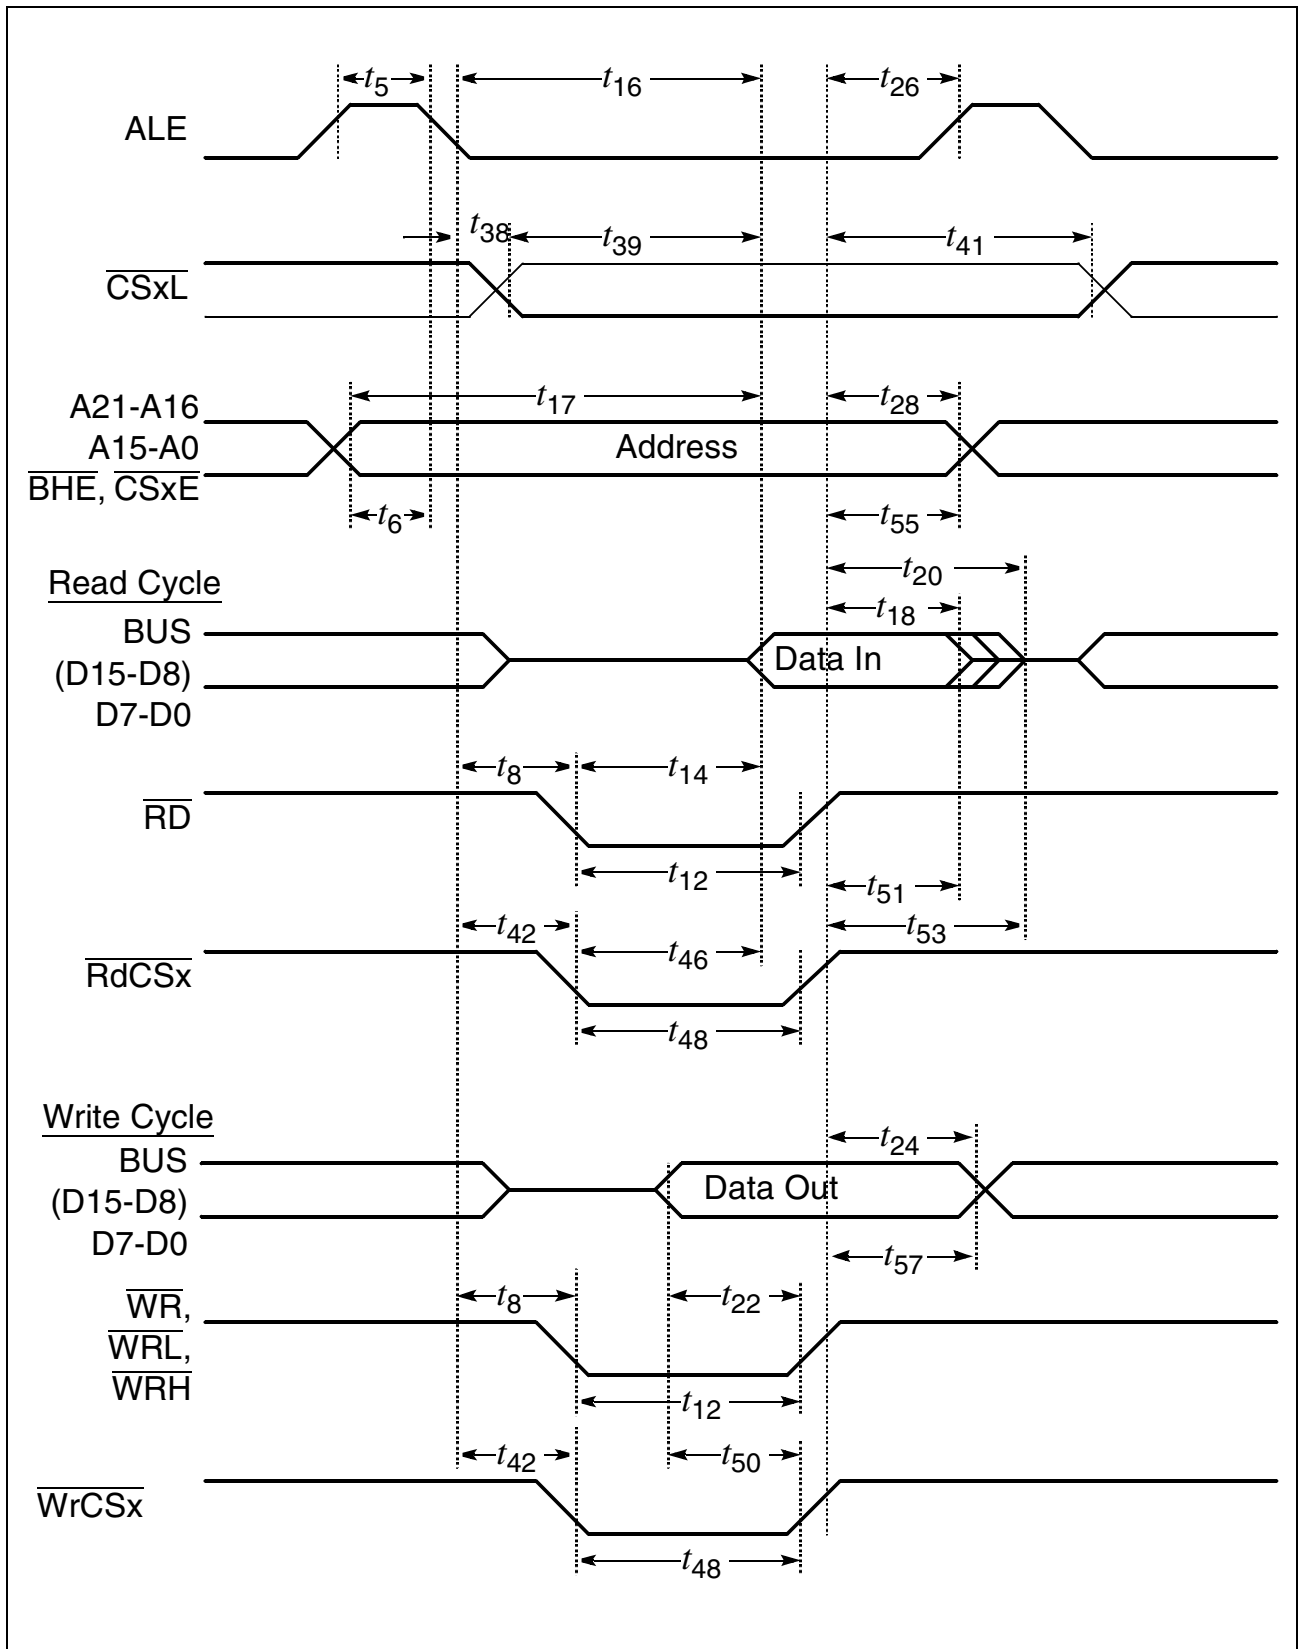 t5 t16 t26
ALE
t38 t39 t41
CSxL
t17 t28
A21-A16
A15-A0
Address
BHE, CSxE
t6 t55
t20
Read Cycle
t18
BUS
(D15-D8)
Data In
D7-D0
t8 t14
RD
t12 t51
t42 t46 t53
RdCSx
t48
Write Cycle
t24
BUS
(D15-D8)
Data Out
D7-D0
t57
t8 t22
WR,
WRL,
WRH
t12
t42 t50
WrCSx
t48